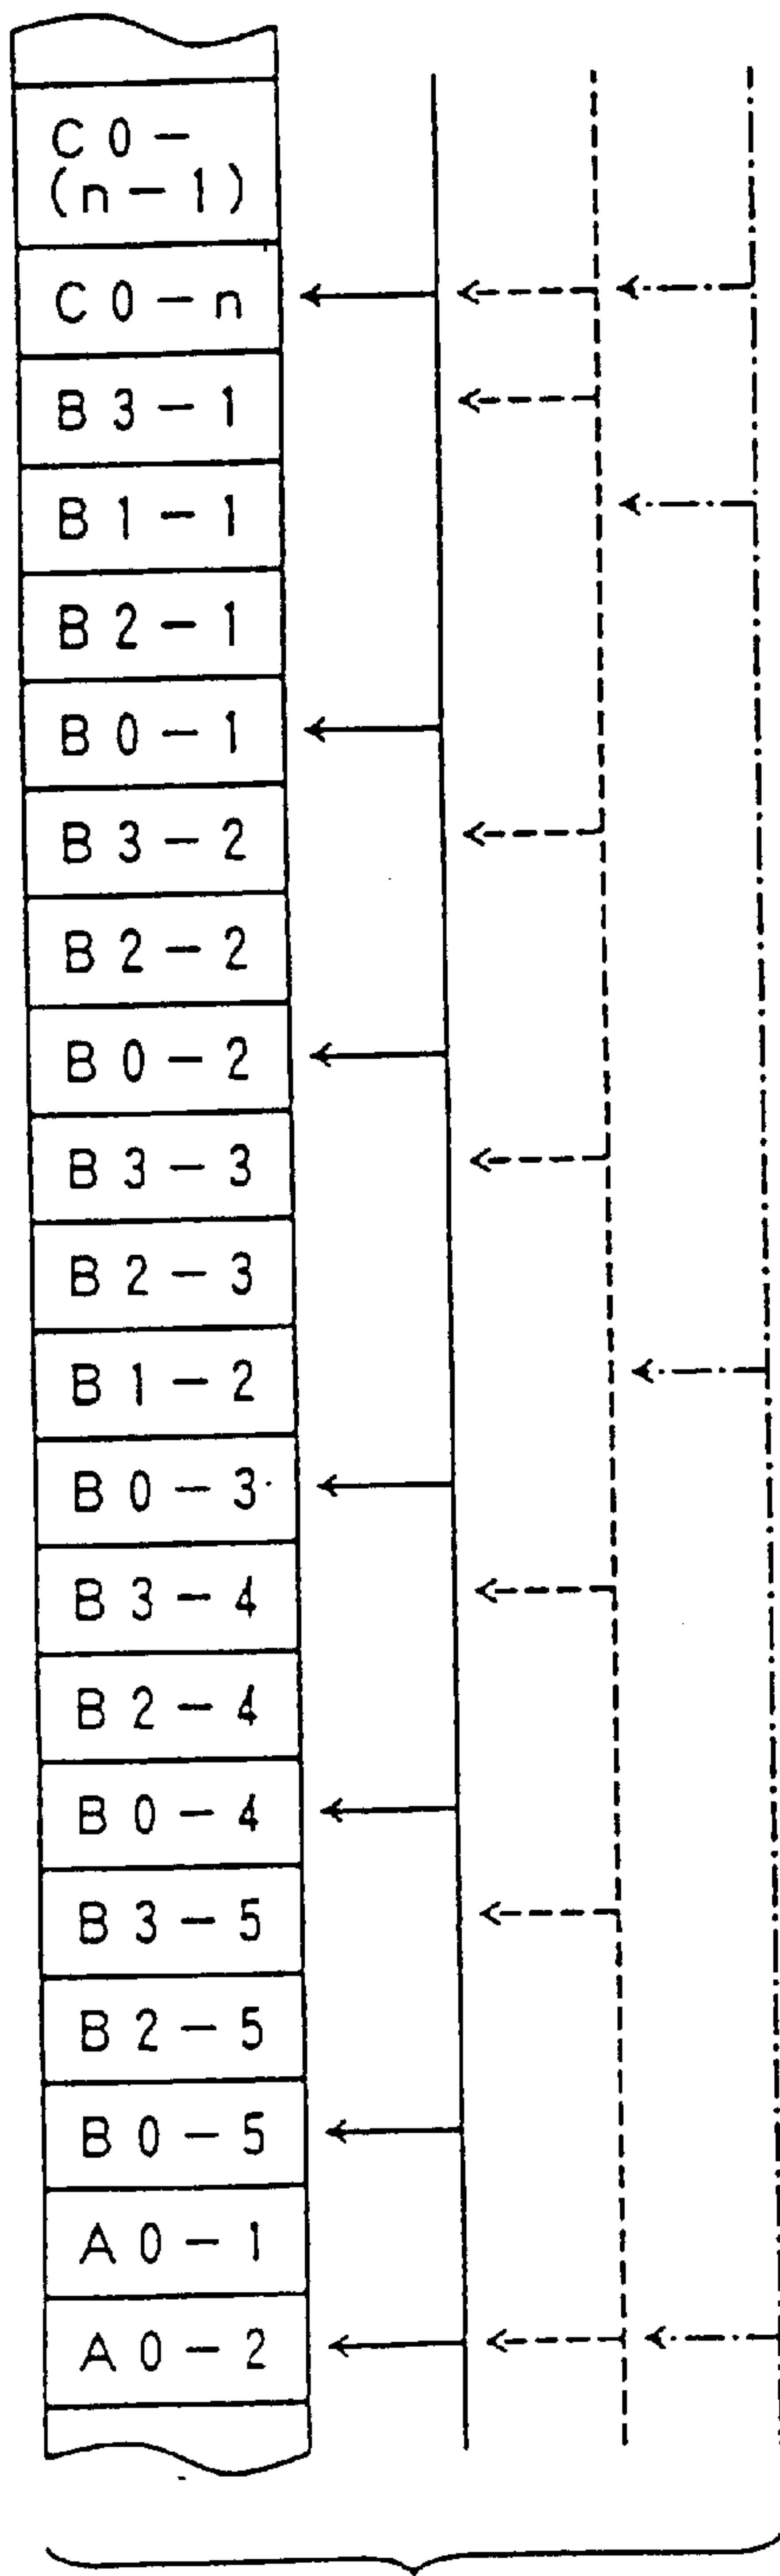 C 0 -
(n - 1)
C 0 - n
B 3 - 1
B 1 - 1
B 2 - 1
B 0 - 1
B 3 - 2
B 2 - 2
B 0 - 2
B 3 - 3
B 2 - 3
B 1 - 2
B 0 - 3
B 3 - 4
B 2 - 4
B 0 - 4
B 3 - 5
B 2 - 5
B 0 - 5
A 0 - 1
A 0 - 2